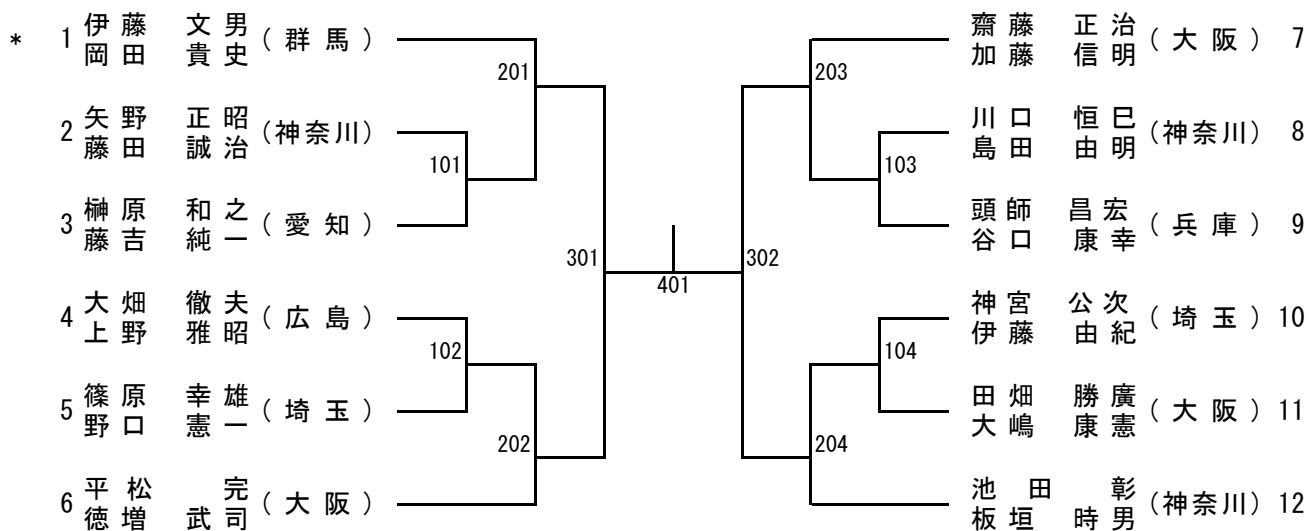 伊藤 文男
* 1 (群馬)
岡田 貴史
201
矢野 正昭
2 (神奈川)
藤田 誠治
101
榊原 和之
3 (愛知)
藤吉 純一
301
大畑 徹夫
4 (広島)
上野 雅昭
102
篠原 幸雄
5 (埼玉)
野口 憲一
202
平松 完
6 (大阪)
徳増 武司
401
齋藤 正治
(大阪) 7
加藤 信明
203
川口 恒巳
(神奈川) 8
島田 由明
103
頭師 昌宏
(兵庫) 9
谷口 康幸
302
神宮 公次
(埼玉) 10
伊藤 由紀
104
田畑 勝廣
(大阪) 11
大嶋 康憲
204
池田 彰
(神奈川) 12
板垣 時男